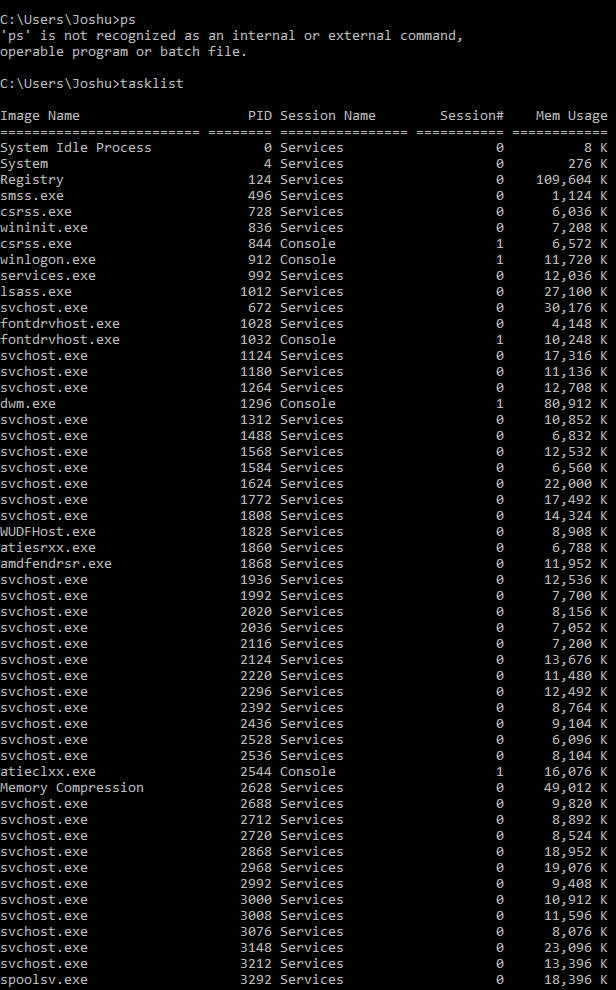 C:\Users\Joshu>ps
'ps' is not recognized as an internal or external command,
operable program or batch file.
C:\Users\Joshu>tasklist
Image Name                     PID Session Name        Session#    Mem Usage
========================= ======== ================ =========== ============
System Idle Process              0 Services                   0          8 K
System                           4 Services                   0        276 K
Registry                       124 Services                   0    109,604 K
smss.exe                       496 Services                   0      1,124 K
csrss.exe                      728 Services                   0      6,036 K
wininit.exe                    836 Services                   0      7,208 K
csrss.exe                      844 Console                    1      6,572 K
winlogon.exe                   912 Console                    1     11,720 K
services.exe                   992 Services                   0     12,036 K
lsass.exe                     1012 Services                   0     27,100 K
svchost.exe                    672 Services                   0     30,176 K
fontdrvhost.exe               1028 Services                   0      4,148 K
fontdrvhost.exe               1032 Console                    1     10,248 K
svchost.exe                   1124 Services                   0     17,316 K
svchost.exe                   1180 Services                   0     11,136 K
svchost.exe                   1264 Services                   0     12,708 K
dwm.exe                       1296 Console                    1     80,912 K
svchost.exe                   1312 Services                   0     10,852 K
svchost.exe                   1488 Services                   0      6,832 K
svchost.exe                   1568 Services                   0     12,532 K
svchost.exe                   1584 Services                   0      6,560 K
svchost.exe                   1624 Services                   0     22,000 K
svchost.exe                   1772 Services                   0     17,492 K
svchost.exe                   1808 Services                   0     14,324 K
WUDFHost.exe                  1828 Services                   0      8,908 K
atiesrxx.exe                  1860 Services                   0      6,788 K
amdfendrsr.exe                1868 Services                   0     11,952 K
svchost.exe                   1936 Services                   0     12,536 K
svchost.exe                   1992 Services                   0      7,700 K
svchost.exe                   2020 Services                   0      8,156 K
svchost.exe                   2036 Services                   0      7,052 K
svchost.exe                   2116 Services                   0      7,200 K
svchost.exe                   2124 Services                   0     13,676 K
svchost.exe                   2220 Services                   0     11,480 K
svchost.exe                   2296 Services                   0     12,492 K
svchost.exe                   2392 Services                   0      8,764 K
svchost.exe                   2436 Services                   0      9,104 K
svchost.exe                   2528 Services                   0      6,096 K
svchost.exe                   2536 Services                   0      8,104 K
atieclxx.exe                  2544 Console                    1     16,076 K
Memory Compression            2628 Services                   0     49,012 K
svchost.exe                   2688 Services                   0      9,820 K
svchost.exe                   2712 Services                   0      8,892 K
svchost.exe                   2720 Services                   0      8,524 K
svchost.exe                   2868 Services                   0     18,952 K
svchost.exe                   2968 Services                   0     19,076 K
svchost.exe                   2992 Services                   0      9,408 K
svchost.exe                   3000 Services                   0     10,912 K
svchost.exe                   3008 Services                   0     11,596 K
svchost.exe                   3076 Services                   0      8,076 K
svchost.exe                   3148 Services                   0     23,096 K
svchost.exe                   3212 Services                   0     13,396 K
spoolsv.exe                   3292 Services                   0     18,396 K